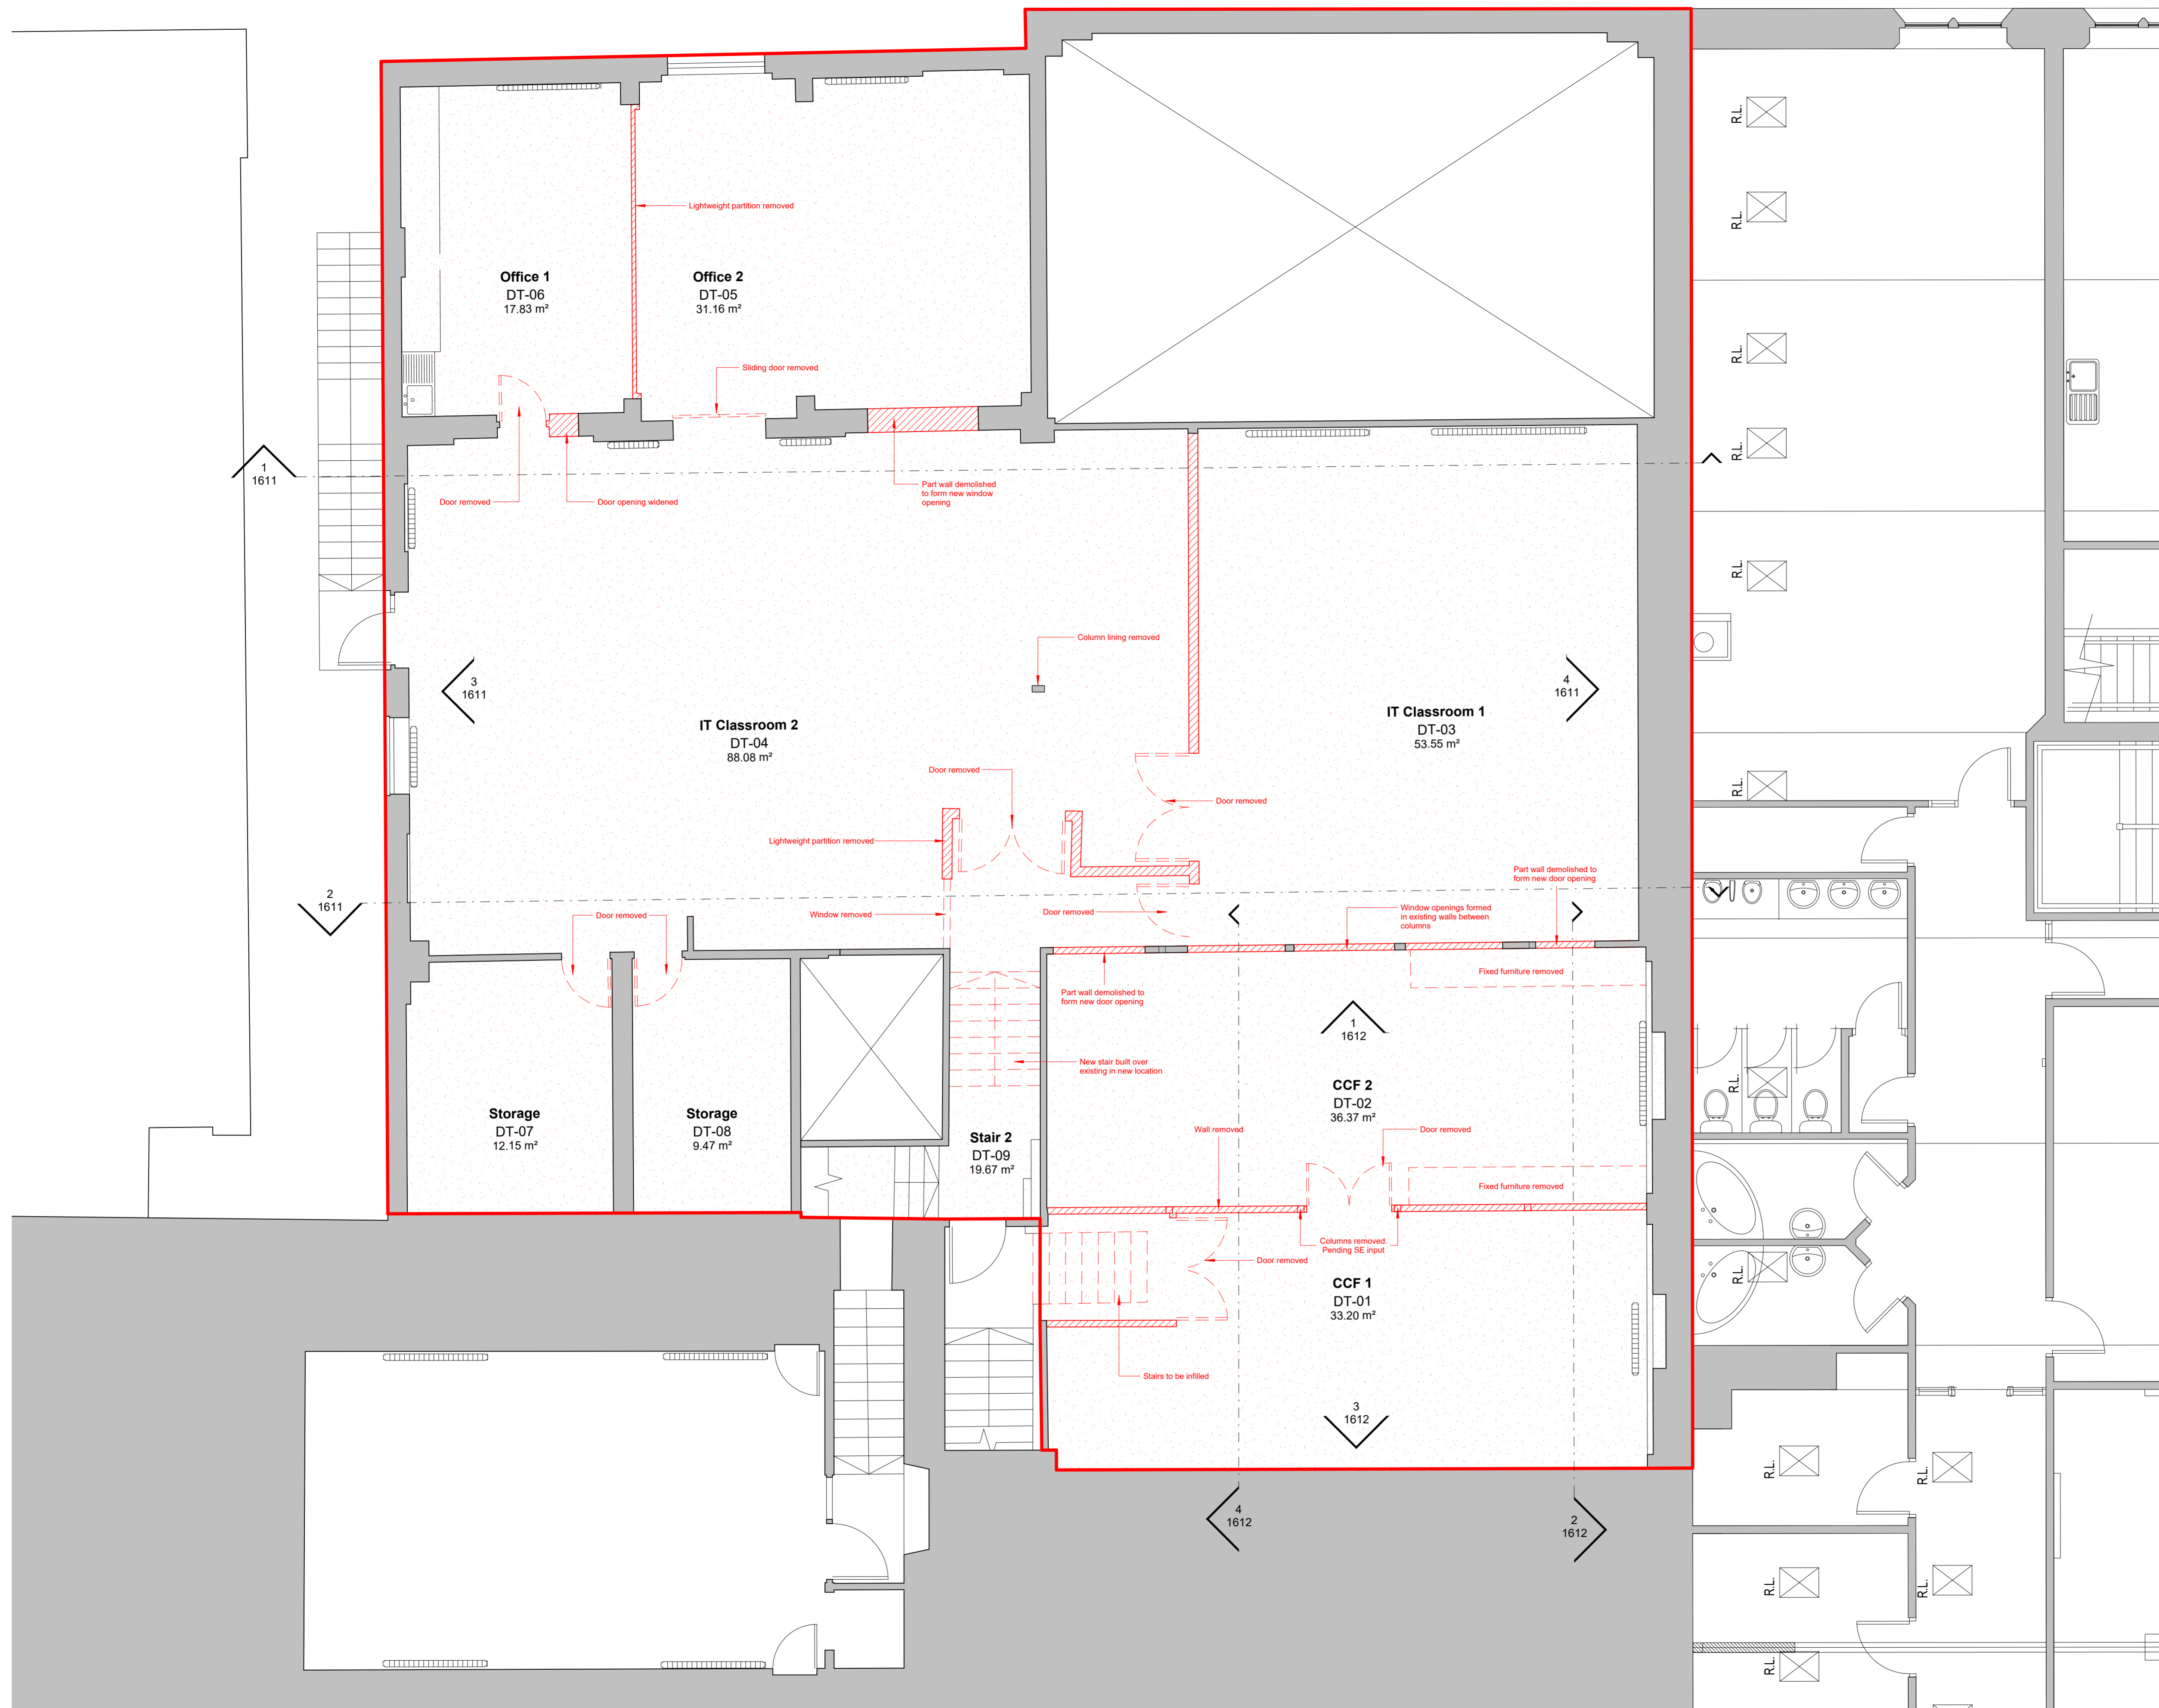 R.L.
R.L.
Lightweight partition removed
Office 1
DT-06
17.83 m²
Office 2
DT-05
31.16 m²
R.L.
Sliding door removed
R.L.
1
1611
Door removed
Door opening widened
Part wall demolished
to form new window
opening
R.L.
Column lining removed
3
1611
4
1611
IT Classroom 2
DT-04
88.08 m²
IT Classroom 1
DT-03
53.55 m²
Door removed
Door removed
R.L.
Lightweight partition removed
Part wall demolished to
form new door opening
2
1611
Door removed
Window removed
Door removed
Window openings formed
in existing walls between
columns
Fixed furniture removed
Part wall demolished to
form new door opening
1
1612
New stair built over
existing in new location
R.L.
CCF 2
DT-02
36.37 m²
Storage
DT-07
12.15 m²
Storage
DT-08
9.47 m²
Stair 2
DT-09
19.67 m²
Wall removed
Door removed
Fixed furniture removed
Columns removed.
Pending SE input
Door removed
R.L.
CCF 1
DT-01
33.20 m²
Stairs to be infilled
3
1612
R.L.
R.L.
4
1612
2
1612
R.L.
R.L.
R.L.